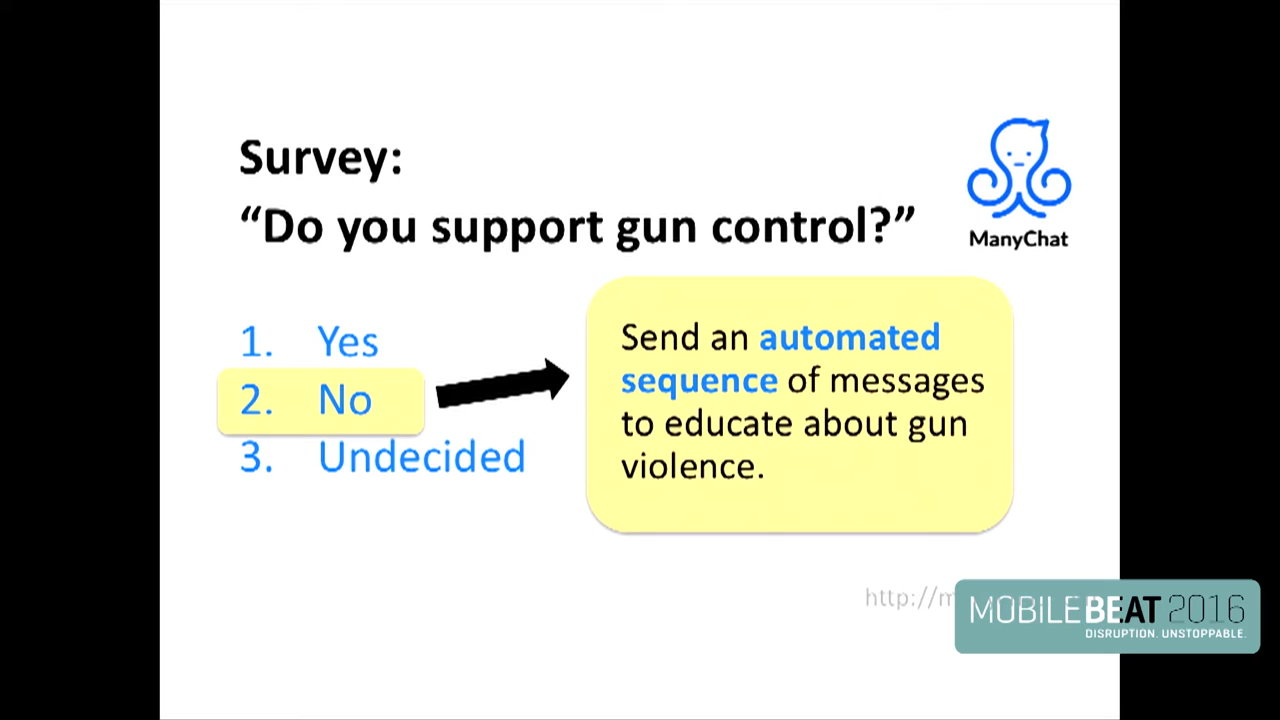 Survey:
“Do you support gun control?”
ManyChat
1. Yes
2. No
3. Undecided
Send an automated
sequence of messages
to educate about gun
violence.
http://m
MOBILEBEAT 2016
DISRUPTION. UNSTOPPABLE.